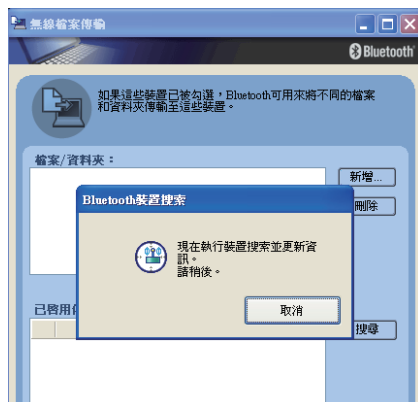 無線檔案傳輸
Bluetooth
如果這些裝置已被勾選，Bluetooth可用來將不同的檔案
和資料夾傳輸至這些裝置。
檔案/資料夾：
新增...
Bluetooth裝置搜索
刪除
現在執行裝置搜索並更新資
訊。
請稍後。
取消
已啓用
搜尋